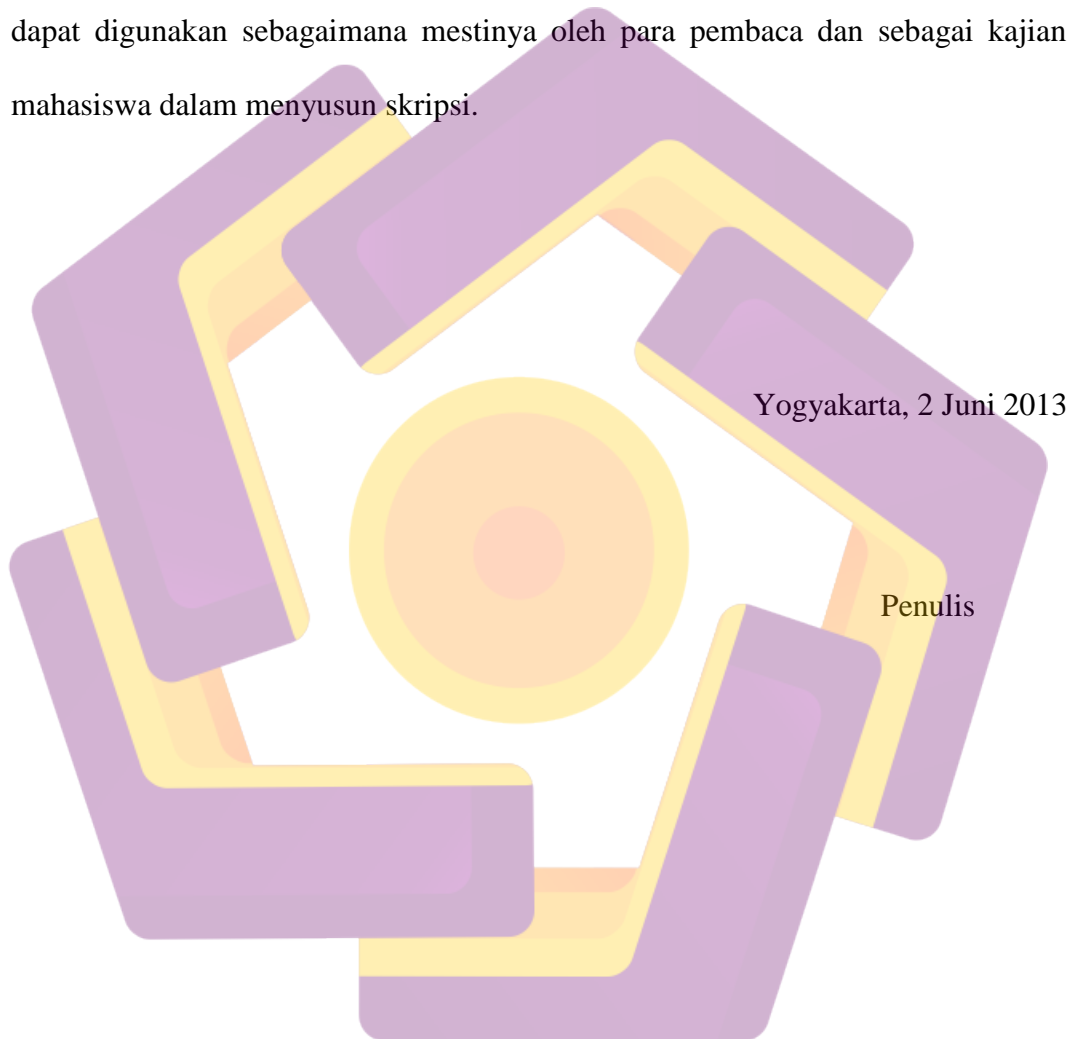 dapat digunakan sebagaimana mestinya oleh para pembaca dan sebagai kajian
mahasiswa dalam menyusun skripsi.
Yogyakarta, 2 Juni 2013
Penulis